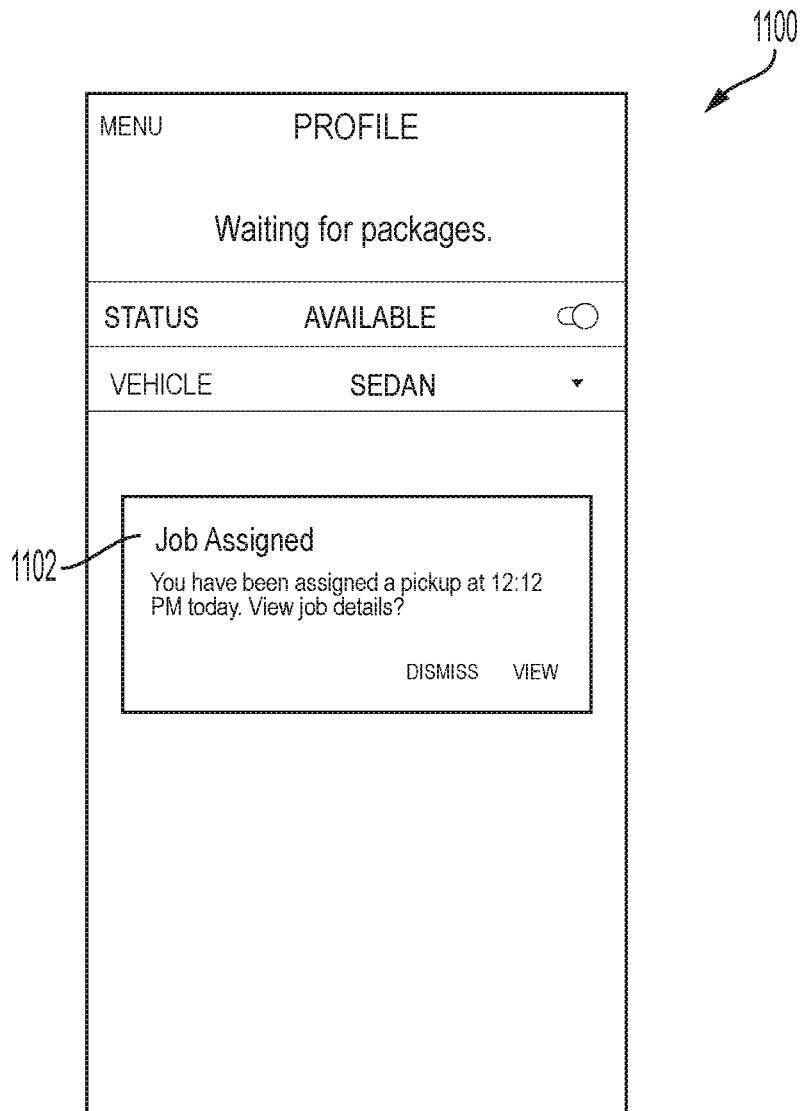 1100
MENU PROFILE
Waiting for packages.
STATUS AVAILABLE
VEHICLE SEDAN
1102
Job Assigned
You have been assigned a pickup at 12:12
PM today. View job details?
DISMISS VIEW